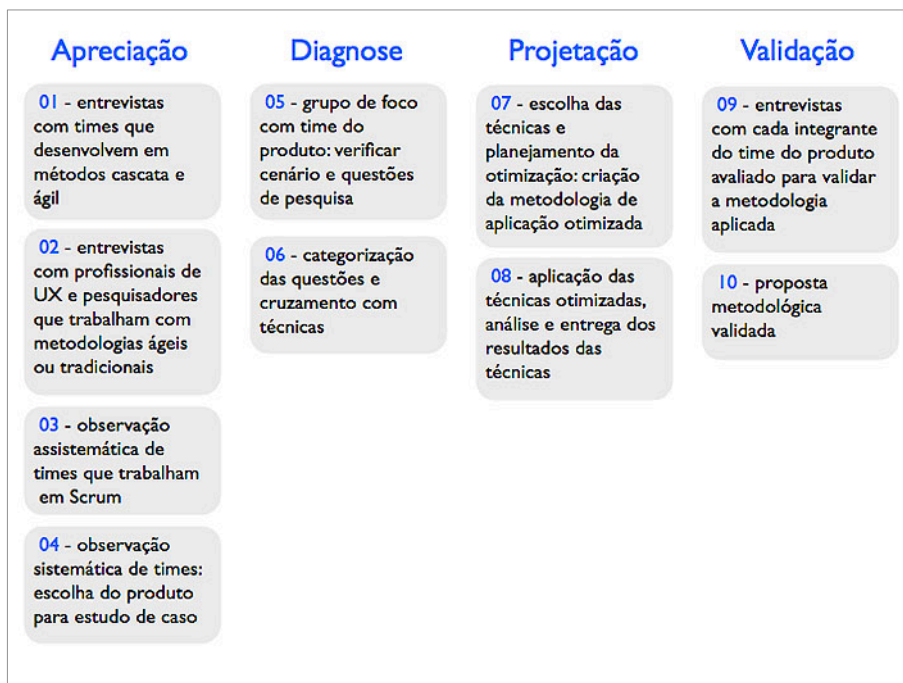 Apreciação
01 - entrevistas
com times que
desenvolvem em
métodos cascata e
ágil
02 - entrevistas
com profissionais de
UX e pesquisadores
que trabalham com
metodologias ágeis
ou tradicionais
03 - observação
assistemática de
times que trabalham
em Scrum
04 - observação
sistemática de times:
escolha do produto
para estudo de caso
Diagnose
05 - grupo de foco
com time do
produto: verificar
cenário e questões
de pesquisa
06 - categorização
das questões e
cruzamento com
técnicas
Projetação
07 - escolha das
técnicas e
planejamento da
otimização: criação
da metodologia de
aplicação otimizada
08 - aplicação das
técnicas otimizadas,
análise e entrega dos
resultados das
técnicas
Validação
09 - entrevistas
com cada integrante
do time do produto
avaliado para validar
a metodologia
aplicada
10 - proposta
metodológica
validada